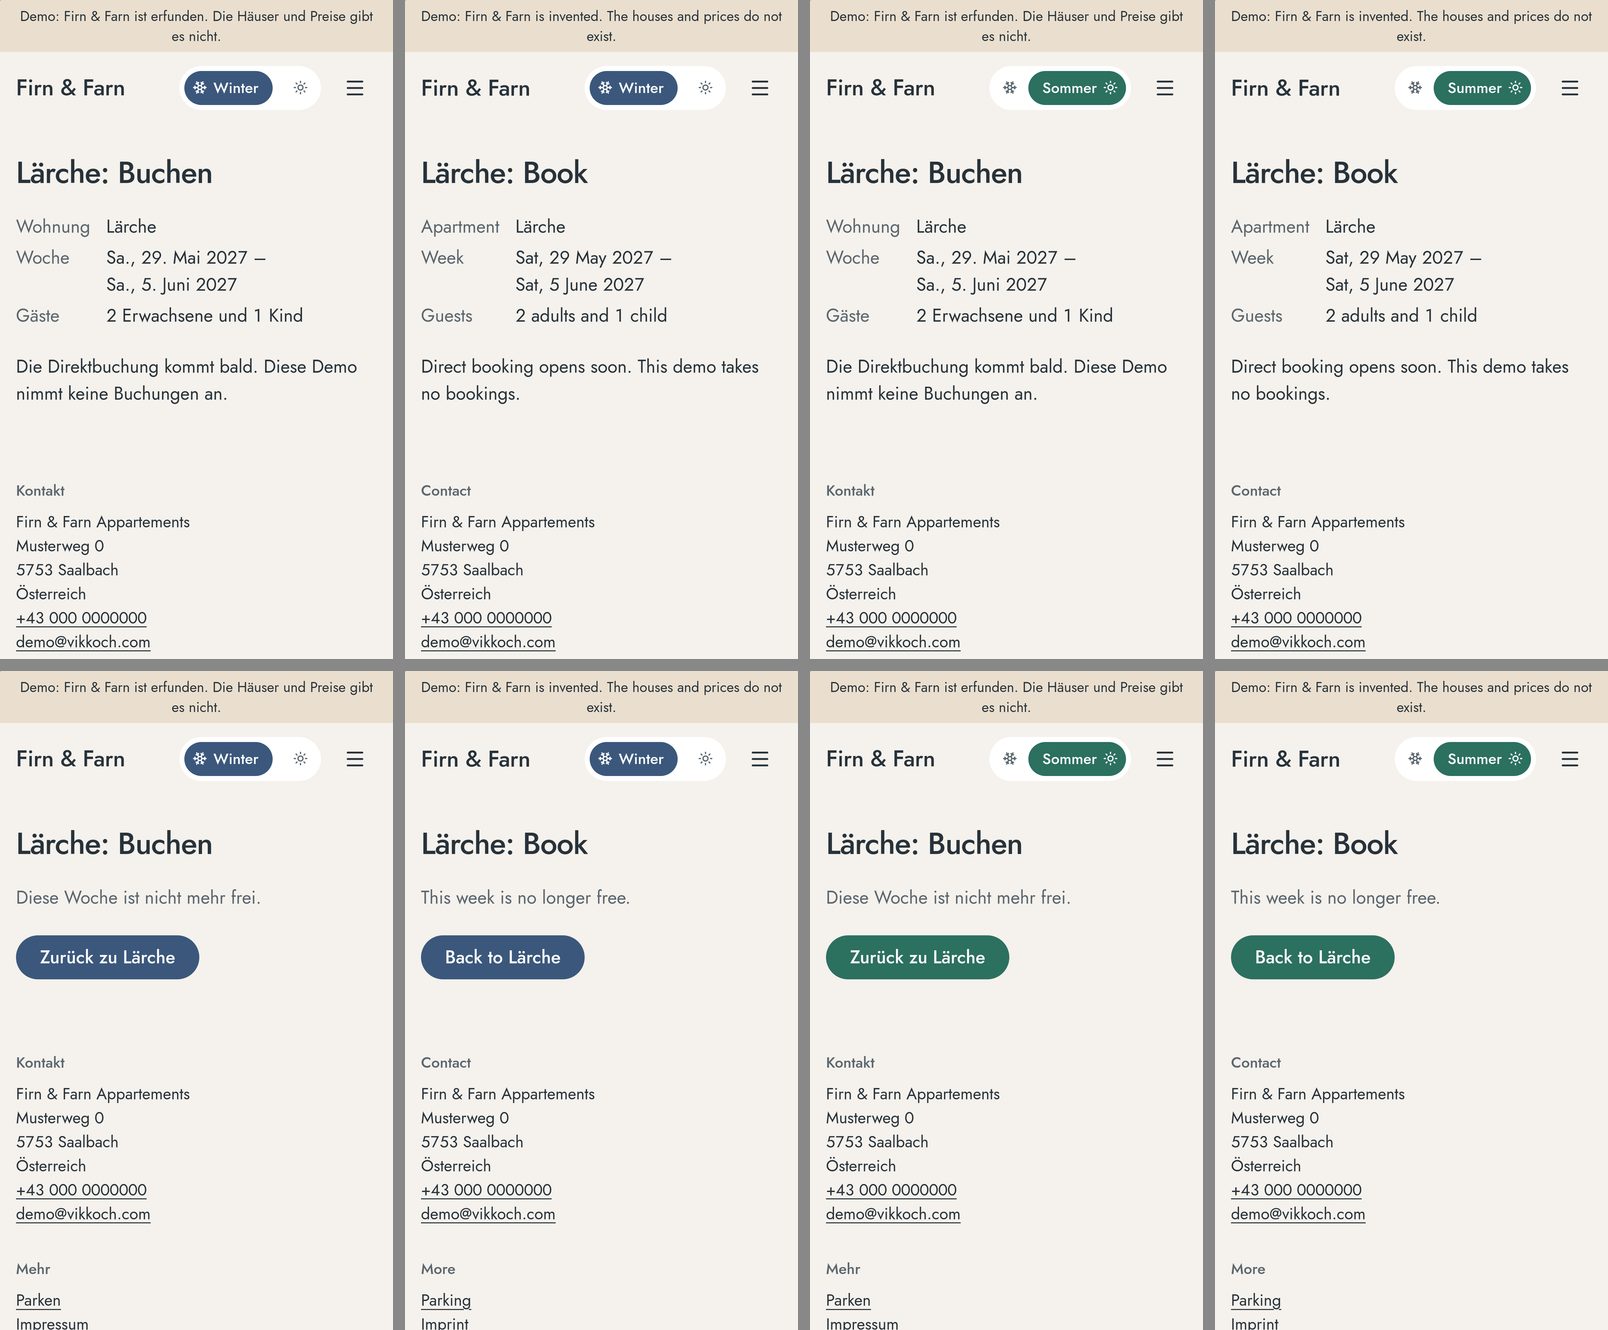 Demo: Firn & Farn ist erfunden. Die Häuser und Preise gibt
es nicht.
Firn & Farn
Winter
Lärche: Buchen
Wohnung Lärche
Woche Sa., 29. Mai 2027 –
Sa., 5. Juni 2027
Gäste 2 Erwachsene und 1 Kind
Die Direktbuchung kommt bald. Diese Demo
nimmt keine Buchungen an.
Kontakt
Firn & Farn Appartements
Musterweg 0
5753 Saalbach
Österreich
+43 000 0000000
demo@vikkoch.com
Demo: Firn & Farn is invented. The houses and prices do not
exist.
Firn & Farn
Winter
Lärche: Book
Apartment Lärche
Week Sat, 29 May 2027 –
Sat, 5 June 2027
Guests 2 adults and 1 child
Direct booking opens soon. This demo takes
no bookings.
Contact
Firn & Farn Appartements
Musterweg 0
5753 Saalbach
Österreich
+43 000 0000000
demo@vikkoch.com
Demo: Firn & Farn ist erfunden. Die Häuser und Preise gibt
es nicht.
Firn & Farn
Sommer
Lärche: Buchen
Wohnung Lärche
Woche Sa., 29. Mai 2027 –
Sa., 5. Juni 2027
Gäste 2 Erwachsene und 1 Kind
Die Direktbuchung kommt bald. Diese Demo
nimmt keine Buchungen an.
Kontakt
Firn & Farn Appartements
Musterweg 0
5753 Saalbach
Österreich
+43 000 0000000
demo@vikkoch.com
Demo: Firn & Farn is invented. The houses and prices do not
exist.
Firn & Farn
Summer
Lärche: Book
Apartment Lärche
Week Sat, 29 May 2027 –
Sat, 5 June 2027
Guests 2 adults and 1 child
Direct booking opens soon. This demo takes
no bookings.
Contact
Firn & Farn Appartements
Musterweg 0
5753 Saalbach
Österreich
+43 000 0000000
demo@vikkoch.com
Demo: Firn & Farn ist erfunden. Die Häuser und Preise gibt
es nicht.
Firn & Farn
Winter
Lärche: Buchen
Diese Woche ist nicht mehr frei.
Zurück zu Lärche
Kontakt
Firn & Farn Appartements
Musterweg 0
5753 Saalbach
Österreich
+43 000 0000000
demo@vikkoch.com
Mehr
Parken
Impressum
Demo: Firn & Farn is invented. The houses and prices do not
exist.
Firn & Farn
Winter
Lärche: Book
This week is no longer free.
Back to Lärche
Contact
Firn & Farn Appartements
Musterweg 0
5753 Saalbach
Österreich
+43 000 0000000
demo@vikkoch.com
More
Parking
Imprint
Demo: Firn & Farn ist erfunden. Die Häuser und Preise gibt
es nicht.
Firn & Farn
Sommer
Lärche: Buchen
Diese Woche ist nicht mehr frei.
Zurück zu Lärche
Kontakt
Firn & Farn Appartements
Musterweg 0
5753 Saalbach
Österreich
+43 000 0000000
demo@vikkoch.com
Mehr
Parken
Impressum
Demo: Firn & Farn is invented. The houses and prices do not
exist.
Firn & Farn
Summer
Lärche: Book
This week is no longer free.
Back to Lärche
Contact
Firn & Farn Appartements
Musterweg 0
5753 Saalbach
Österreich
+43 000 0000000
demo@vikkoch.com
More
Parking
Imprint